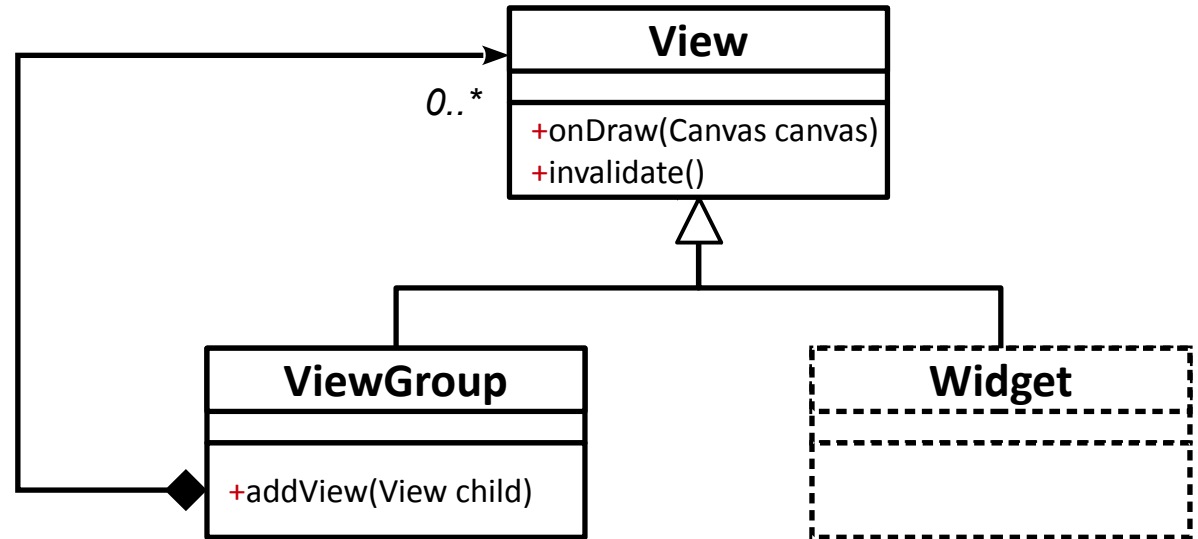 View
0..*
+onDraw(Canvas canvas)
+invalidate()
ViewGroup
+addView(View child)
Widget